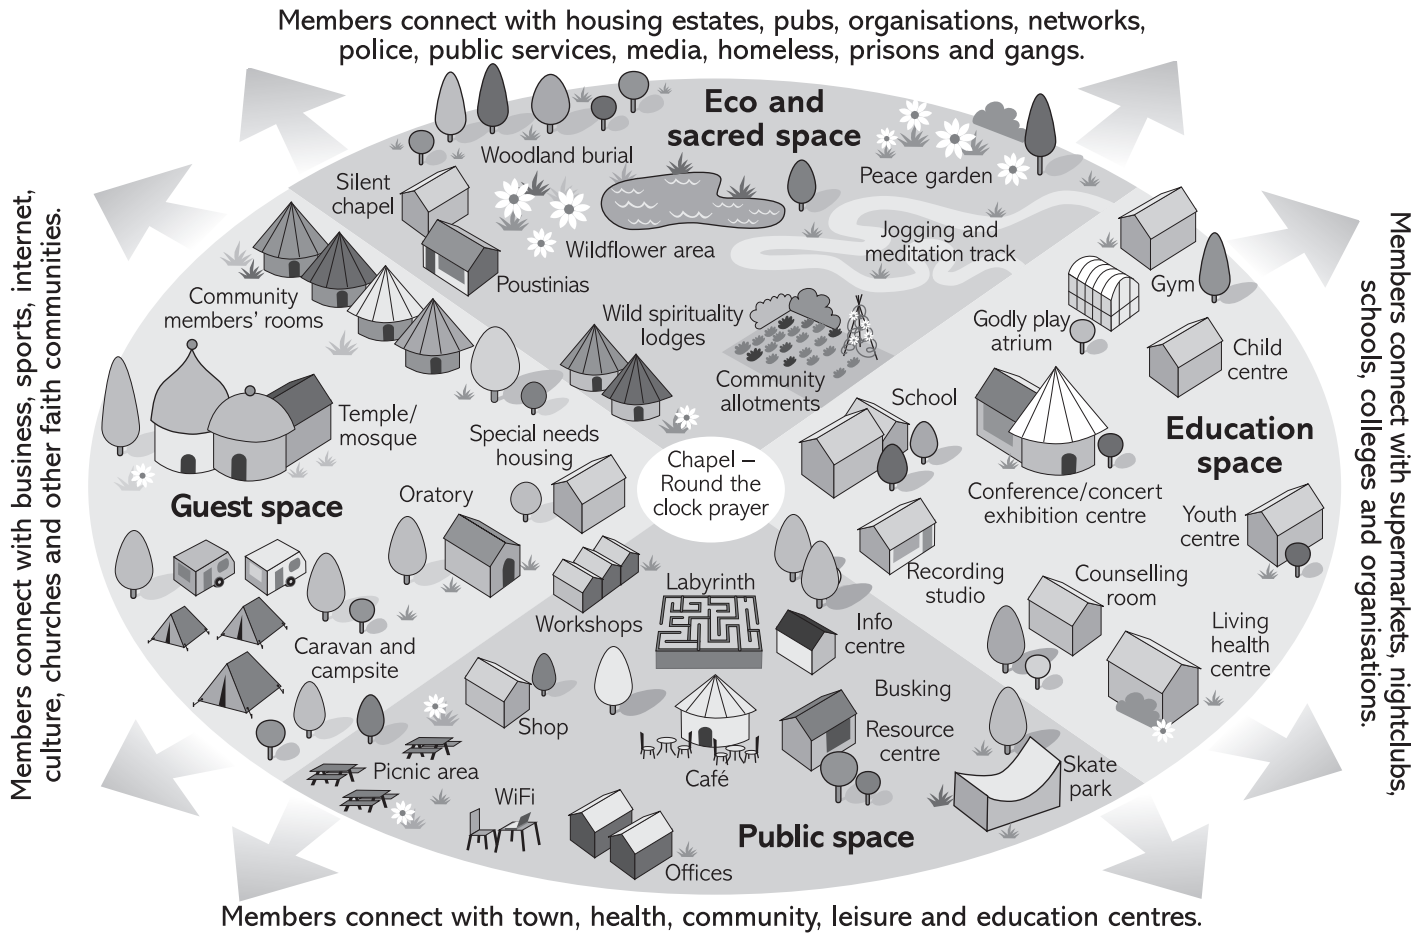 Members connect with housing estates, pubs, organisations, networks,
police, public services, media, homeless, prisons and gangs.
Members connect with business, sports, internet,
culture, churches and other faith communities.
Eco and
sacred space
Woodland burial
Silent
chapel
Peace garden
Wildflower area
Jogging and
meditation track
Poustinias
Wild spirituality
lodges
Community
allotments
Community
members’ rooms
Temple/
mosque
Special needs
housing
Guest space
Oratory
Caravan and
campsite
Chapel –
Round the
clock prayer
Gym
Godly play
atrium
Child
centre
School
Education
space
Conference/concert
exhibition centre
Youth
centre
Recording
studio
Counselling
room
Living
health
centre
Workshops
Labyrinth
Info
centre
Shop
Busking
Resource
centre
Café
Picnic area
WiFi
Skate
park
Public space
Offices
Members connect with supermarkets, nightclubs,
schools, colleges and organisations.
Members connect with town, health, community, leisure and education centres.